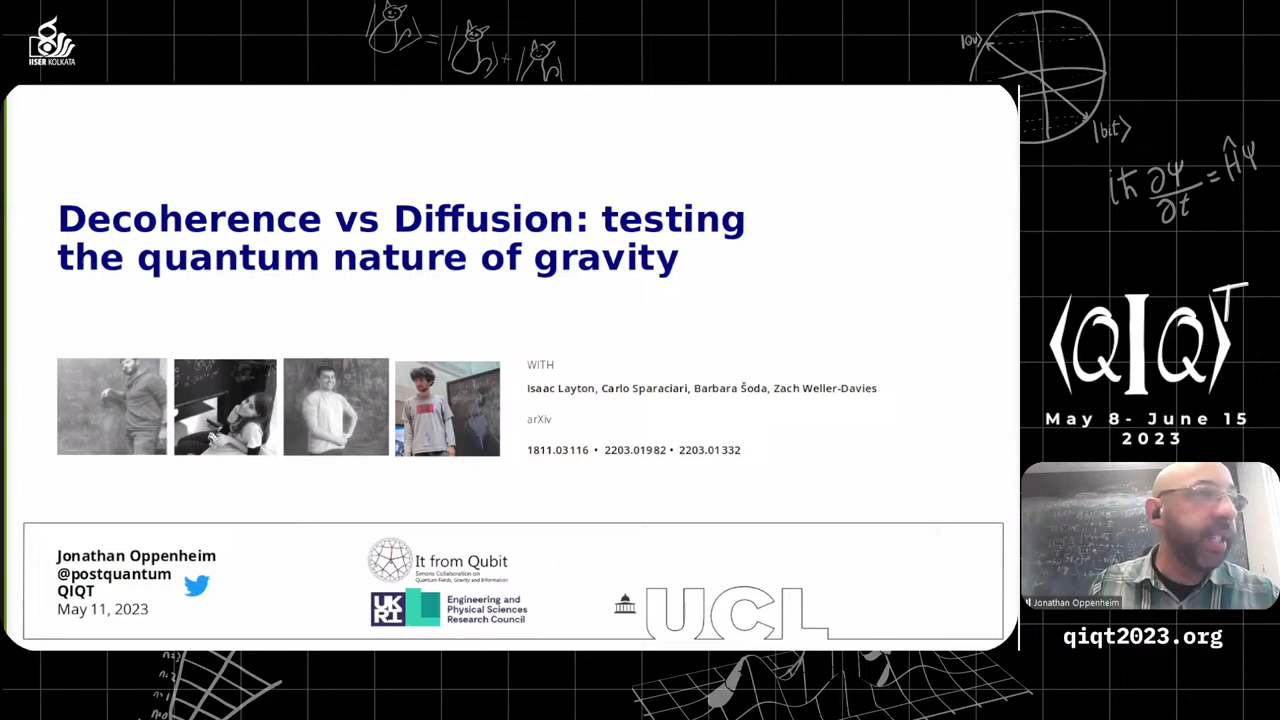 IISER KOLKATA
Decoherence vs Diffusion: testing
the quantum nature of gravity
WITH
Isaac Layton, Carlo Sparaciari, Barbara Šoda, Zach Weller-Davies
arXiv
1811.03116 • 2203.01982 • 2203.01332
Jonathan Oppenheim
@postquantum
QIQT
May 11, 2023
It from Qubit
Simons Collaboration on
Quantum Fields, Gravity and Information
UKRI
Engineering and
Physical Sciences
Research Council
UCL
|bit⟩
iħ ∂ψ/∂t = Ĥψ
⟨QIQ⟩T
May 8- June 15
2023
Jonathan Oppenheim
qiqt2023.org
n=2
n=1
n=0